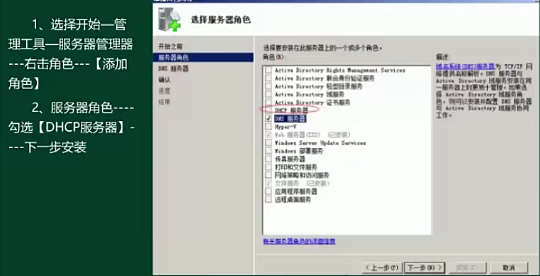 1、选择开始—管
理工具—服务器管理器
---右击角色---【添加
角色】
2、服务器角色----
勾选【DHCP服务器】-
---下一步安装
选择服务器角色
开始之前
服务器角色
DNS 服务器
确认
进度
结果
选择要安装在此服务器上的一个或多个角色。
角色(R):
Active Directory Rights Management Services
Active Directory 联合身份验证服务
Active Directory 轻型目录服务
Active Directory 域服务
Active Directory 证书服务
DHCP 服务器
DNS 服务器
Hyper-V
Web 服务器(IIS) (已安装)
Windows Server Update Services
Windows 部署服务
传真服务器
打印和文件服务
网络策略和访问服务
文件服务 (已安装)
应用程序服务器
远程桌面服务
有关服务器角色的详细信息
描述:
域名系统(DNS)服务器为 TCP/IP 网
络提供名称解析。DNS 服务器与
Active Directory 域服务安装在同
一服务器上时更易于管理。如果选
择 Active Directory 域服务角
色，则可以安装并配置 DNS 服务器
与 Active Directory 域服务协同工
作。
< 上一步(P)
下一步(N) >
安装(I)
取消